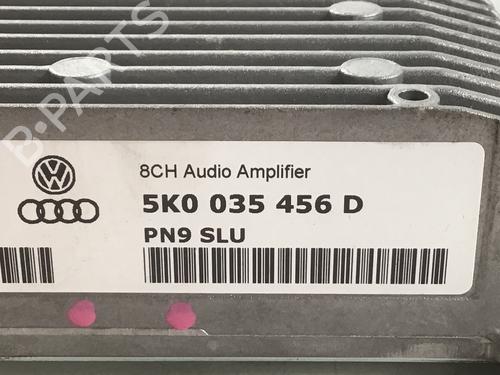 B-PARTS
8CH Audio Amplifier
5K0 035 456 D
PN9 SLU